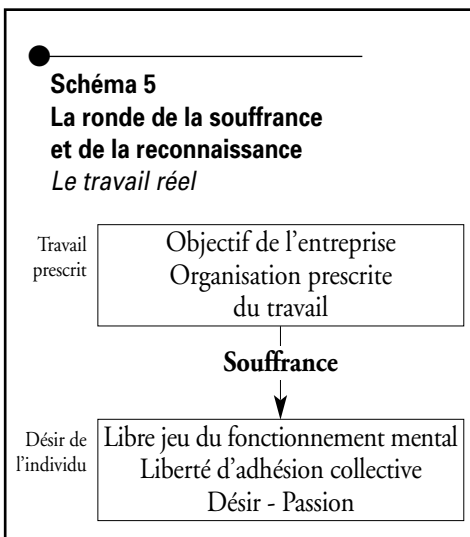 Schéma 5
La ronde de la souffrance
et de la reconnaissance
Le travail réel
Travail
prescrit
Objectif de l'entreprise
Organisation prescrite
du travail
Souffrance
Désir de
l'individu
Libre jeu du fonctionnement mental
Liberté d'adhésion collective
Désir - Passion